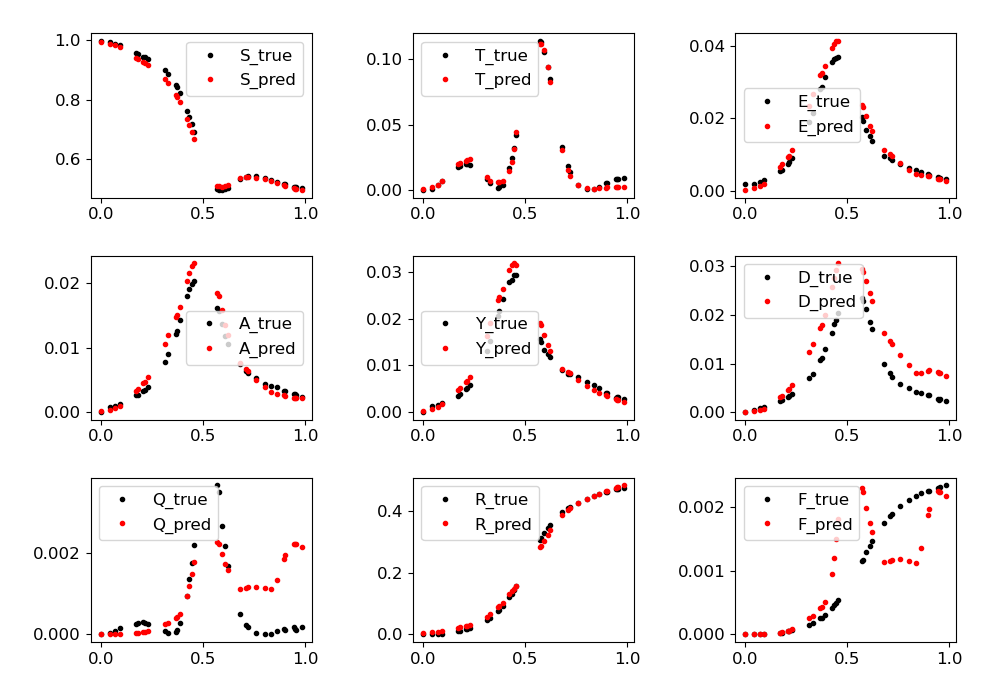 1.0
0.8
0.6
0.0 0.5 1.0
S_true
S_pred
0.10
0.05
0.00
0.0 0.5 1.0
T_true
T_pred
0.04
0.02
0.00
0.0 0.5 1.0
E_true
E_pred
0.02
0.01
0.00
0.0 0.5 1.0
A_true
A_pred
0.03
0.02
0.01
0.00
0.0 0.5 1.0
Y_true
Y_pred
0.03
0.02
0.01
0.00
0.0 0.5 1.0
D_true
D_pred
0.002
0.000
0.0 0.5 1.0
Q_true
Q_pred
0.4
0.2
0.0
0.0 0.5 1.0
R_true
R_pred
0.002
0.001
0.000
0.0 0.5 1.0
F_true
F_pred